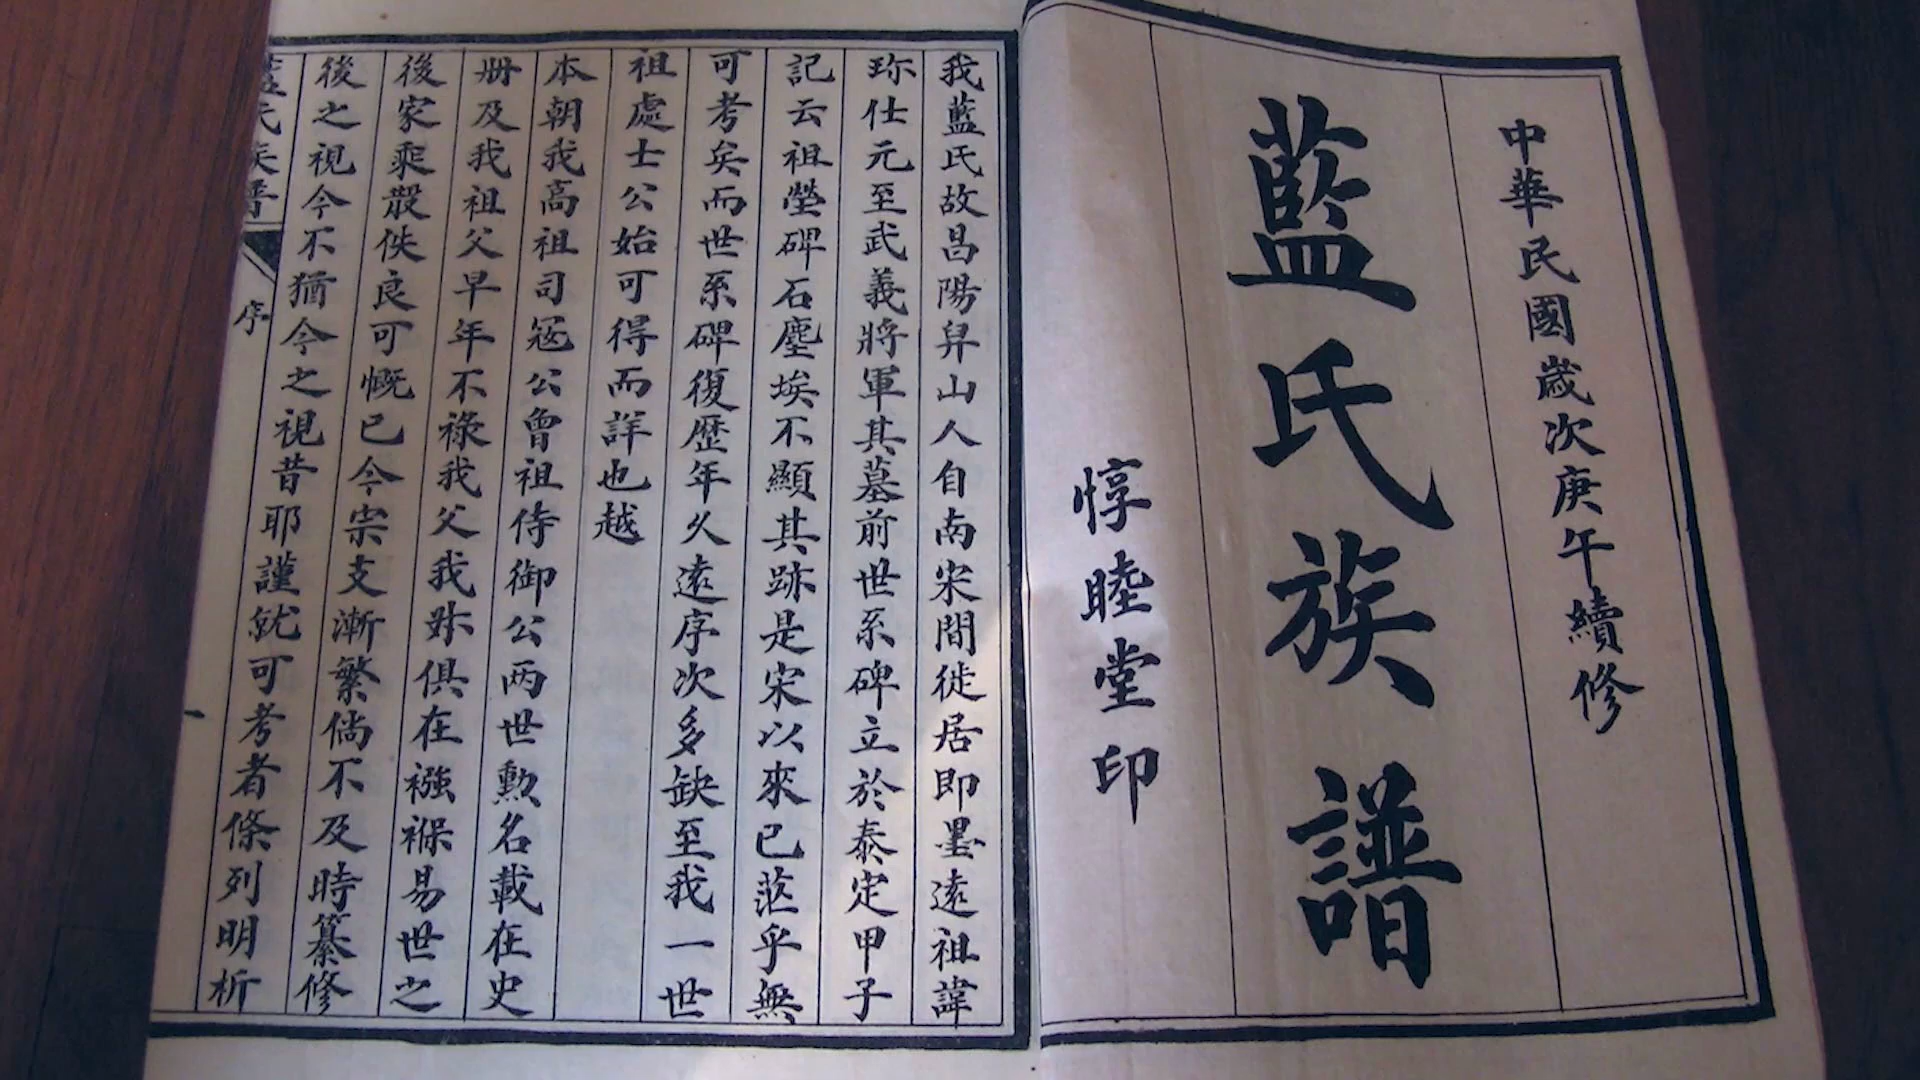 中華民國歲次庚午續修
藍氏族譜
惇睦堂印
我藍氏故昌陽舁山人自南宋間徙居即墨遠祖諱
珎仕元至武義將軍其墓前世系碑立於泰定甲子
記云祖塋碑石塵埃不顯其跡是宋以來已茫乎無
可考矣而世系碑復歴年久遠序次多缺至我一世
祖處士公始可得而詳也越
本朝我高祖司寇公曾祖侍御公兩世勲名載在史
册及我祖父早年不祿我父我叔俱在襁褓易世之
後家乘散佚良可慨已今宗支漸繁倘不及時纂修
後之視今不猶今之視昔耶謹就可考者條列明析
藍氏族譜
序
一